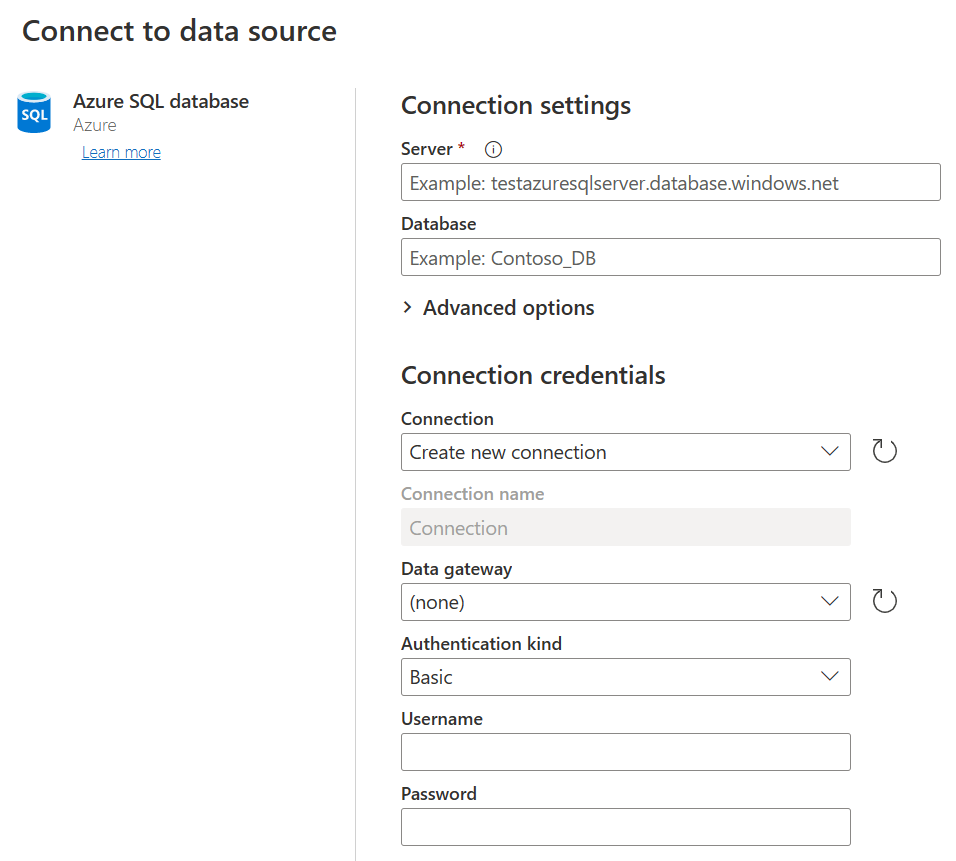 Connect to data source
SQL
Azure SQL database
Azure
Learn more
Connection settings
Server *
Example: testazuresqlserver.database.windows.net
Database
Example: Contoso_DB
Advanced options
Connection credentials
Connection
Create new connection
Connection name
Connection
Data gateway
(none)
Authentication kind
Basic
Username
Password